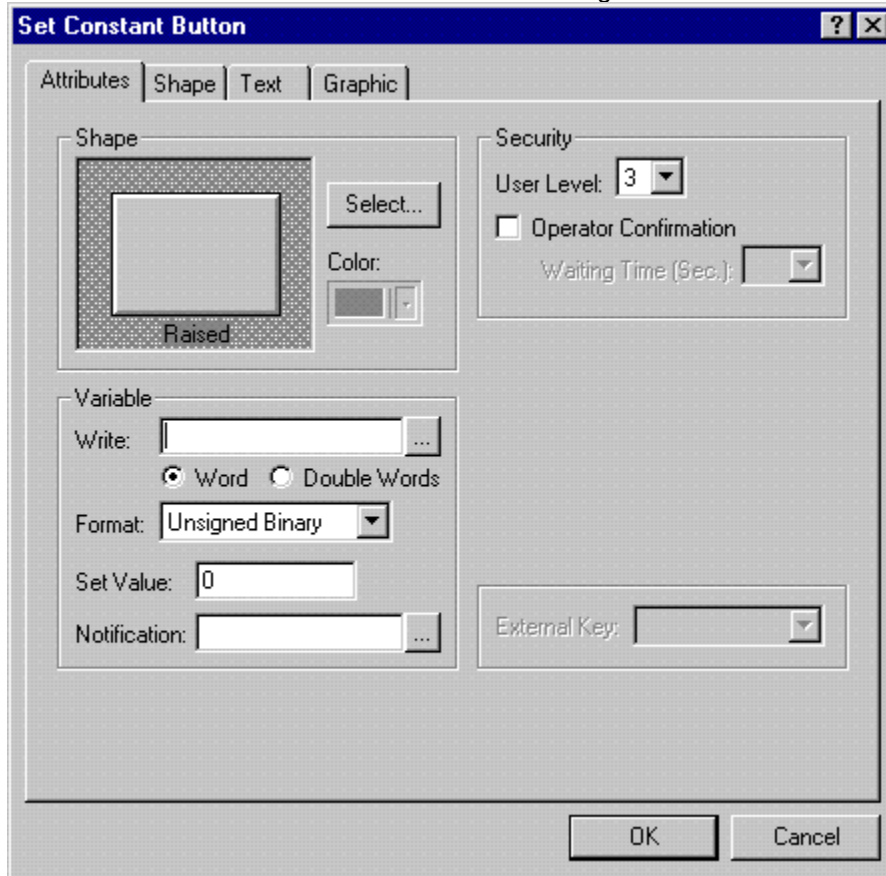 Set Constant Button
Attributes Shape Text Graphic
Shape
Select...
Color:
Raised
Security
User Level: 3
Operator Confirmation
Waiting Time (Sec.):
Variable
Write: ...
Word Double Words
Format: Unsigned Binary
Set Value: 0
Notification: ...
External Key:
OK Cancel